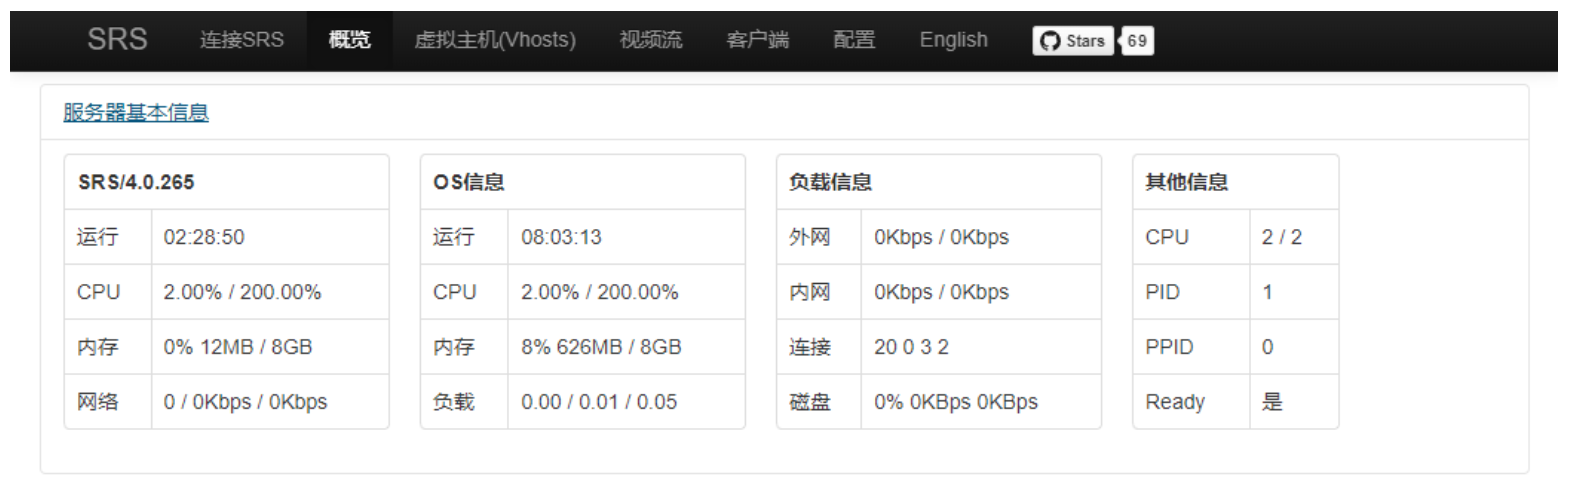 SRS 连接SRS 概览 虚拟主机(Vhosts) 视频流 客户端 配置 English Stars 69
服务器基本信息
SRS/4.0.265
运行 02:28:50
CPU 2.00% / 200.00%
内存 0% 12MB / 8GB
网络 0 / 0Kbps / 0Kbps
OS信息
运行 08:03:13
CPU 2.00% / 200.00%
内存 8% 626MB / 8GB
负载 0.00 / 0.01 / 0.05
负载信息
外网 0Kbps / 0Kbps
内网 0Kbps / 0Kbps
连接 20 0 3 2
磁盘 0% 0KBps 0KBps
其他信息
CPU 2 / 2
PID 1
PPID 0
Ready 是